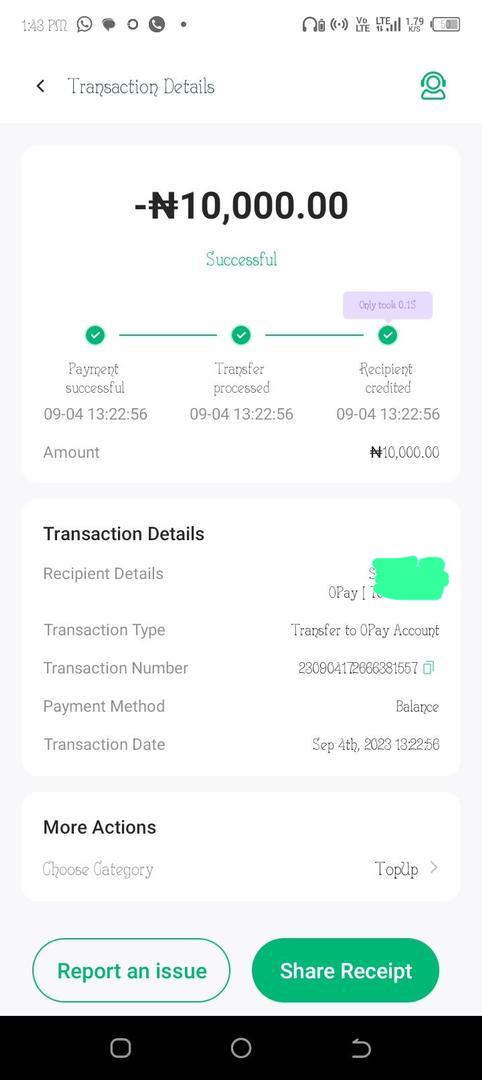 1:43 PM
Vo LTE LTE 1.79 K/S
Transaction Details
-₦10,000.00
Successful
Only took 0.1S
Payment successful
Transfer processed
Recipient credited
09-04 13:22:56
09-04 13:22:56
09-04 13:22:56
Amount ₦10,000.00
Transaction Details
Recipient Details S
OPay |
Transaction Type Transfer to OPay Account
Transaction Number 230904172666381557
Payment Method Balance
Transaction Date Sep 4th, 2023 13:22:56
More Actions
Choose Category TopUp
Report an issue Share Receipt